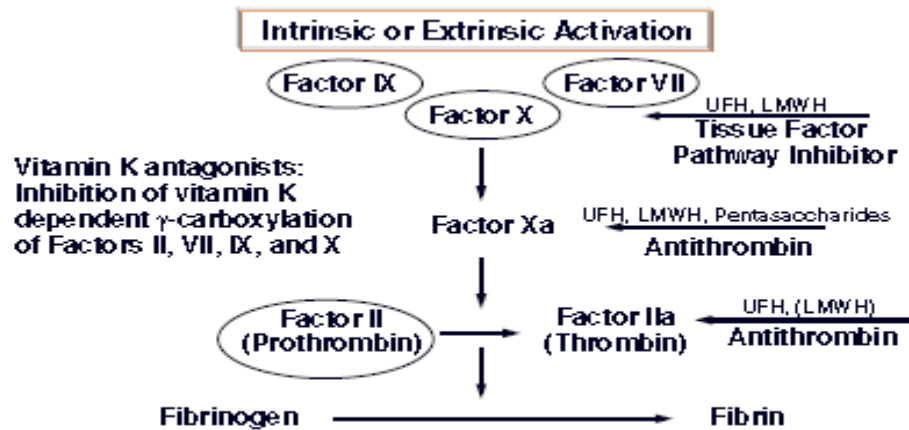 Intrinsic or Extrinsic Activation
Factor IX
Factor VII
Factor X
UFH, LMWH
Tissue Factor
Pathway Inhibitor
Vitamin K antagonists:
Inhibition of vitamin K
dependent γ-carboxylation
of Factors II, VII, IX, and X
Factor Xa
UFH, LMWH, Pentasaccharides
Antithrombin
Factor II
(Prothrombin)
Factor IIa
(Thrombin)
UFH, (LMWH)
Antithrombin
Fibrinogen
Fibrin